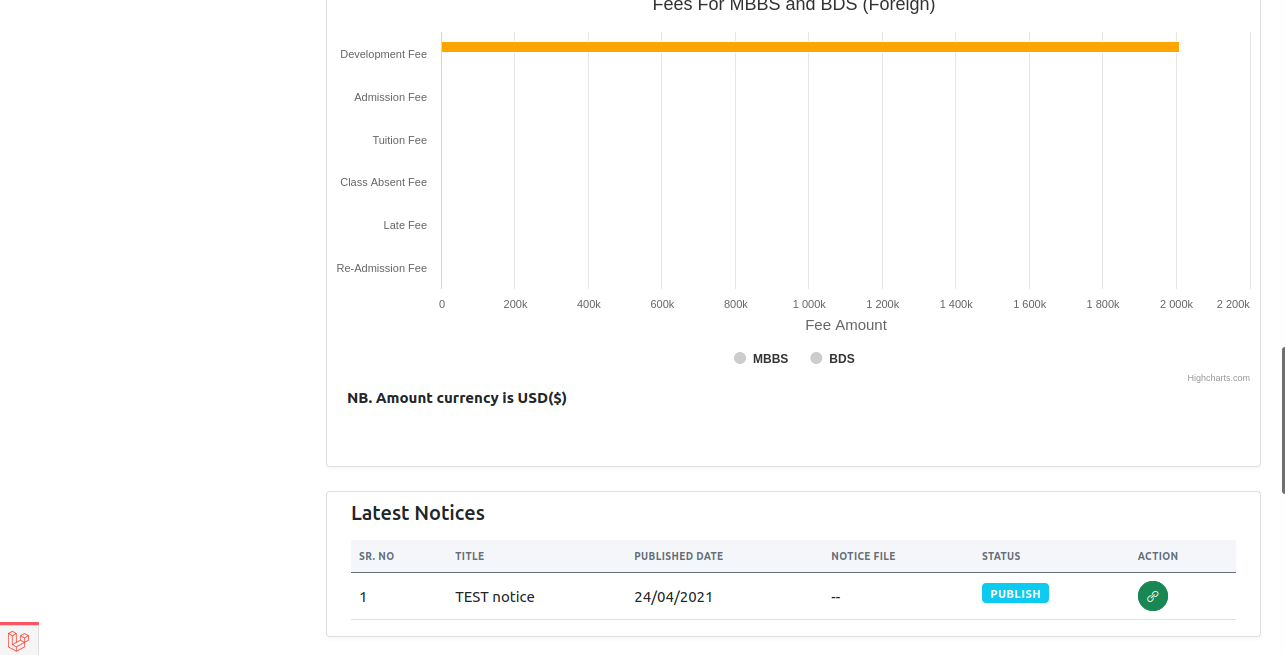 Fees For MBBS and BDS (Foreign)
Development Fee
Admission Fee
Tuition Fee
Class Absent Fee
Late Fee
Re-Admission Fee
0 200k 400k 600k 800k 1 000k 1 200k 1 400k 1 600k 1 800k 2 000k 2 200k
Fee Amount
MBBS BDS
Highcharts.com
NB. Amount currency is USD($)
Latest Notices
SR. NO TITLE PUBLISHED DATE NOTICE FILE STATUS ACTION
1 TEST notice 24/04/2021 -- PUBLISH